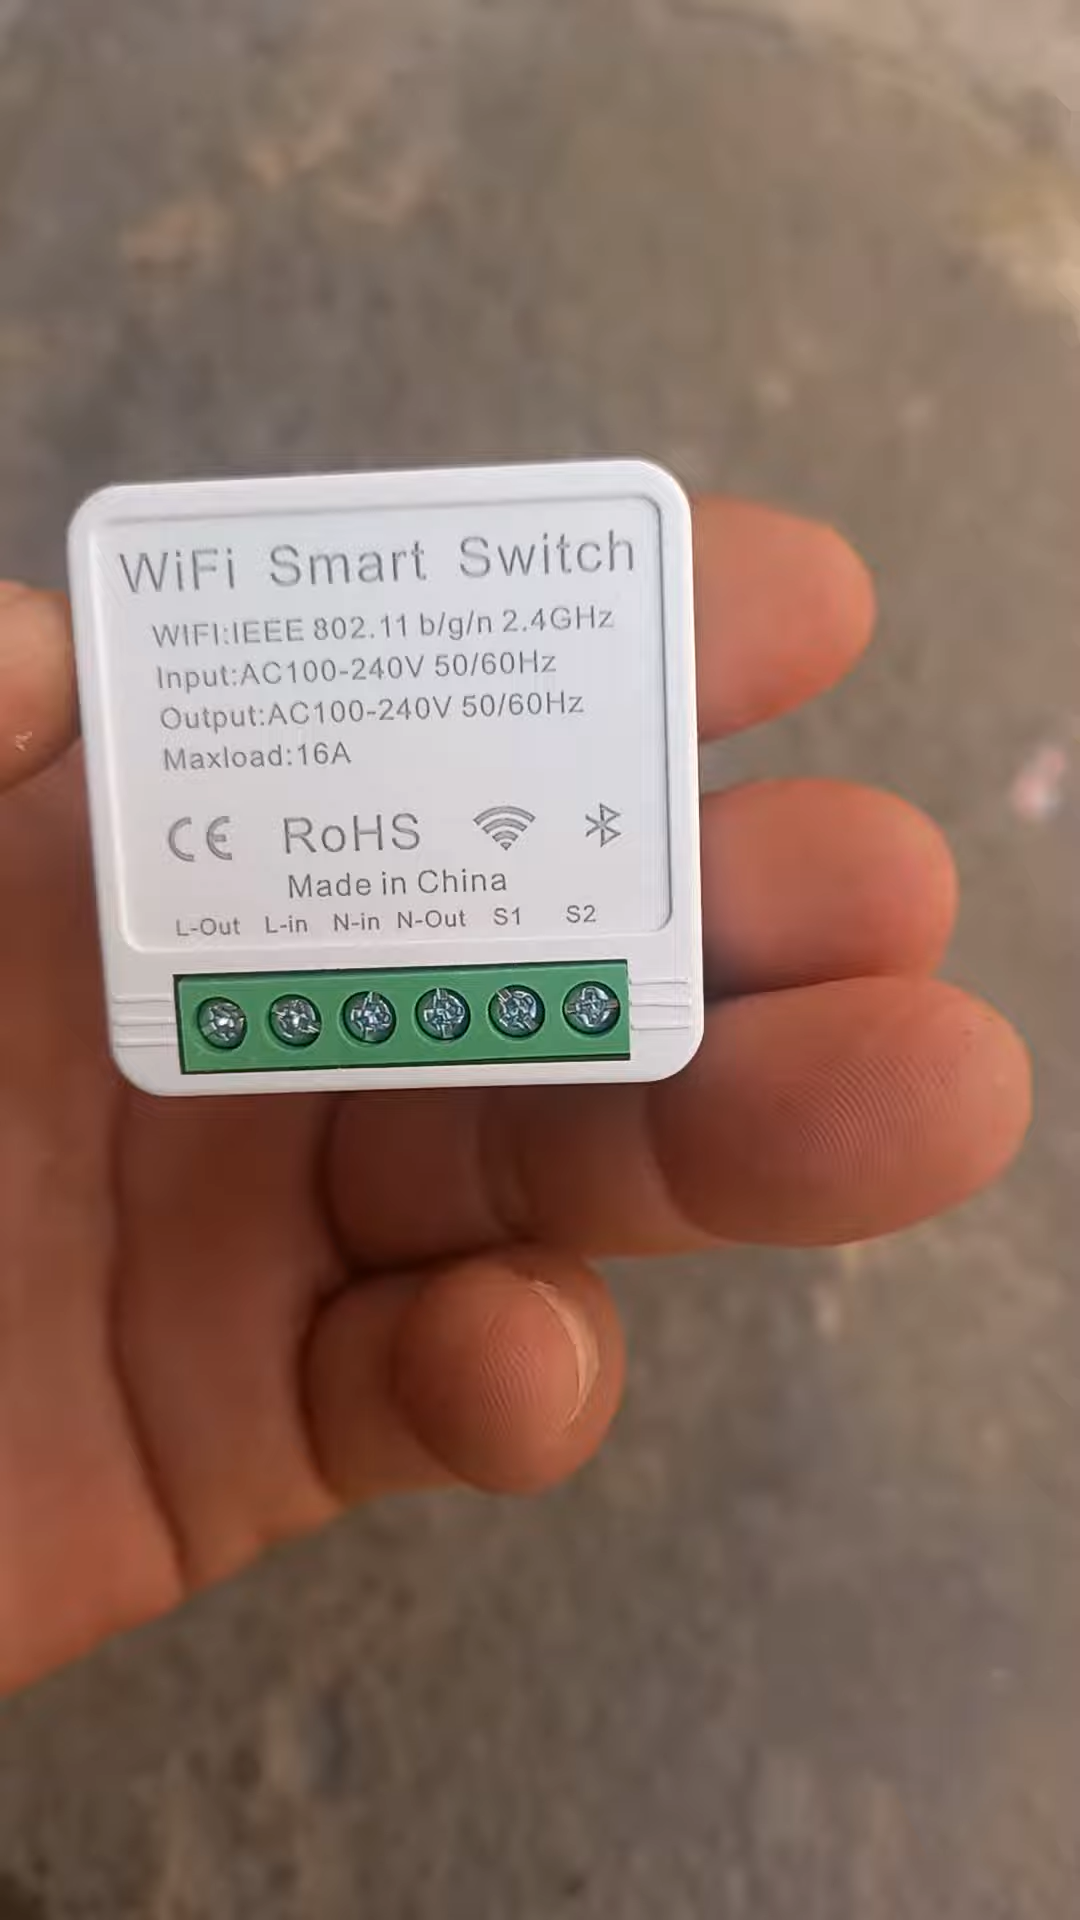 WiFi Smart Switch
WIFI:IEEE 802.11 b/g/n 2.4GHz
Input:AC100-240V 50/60Hz
Output:AC100-240V 50/60Hz
Maxload:16A
CE RoHS
Made in China
L-Out L-in N-in N-Out S1 S2